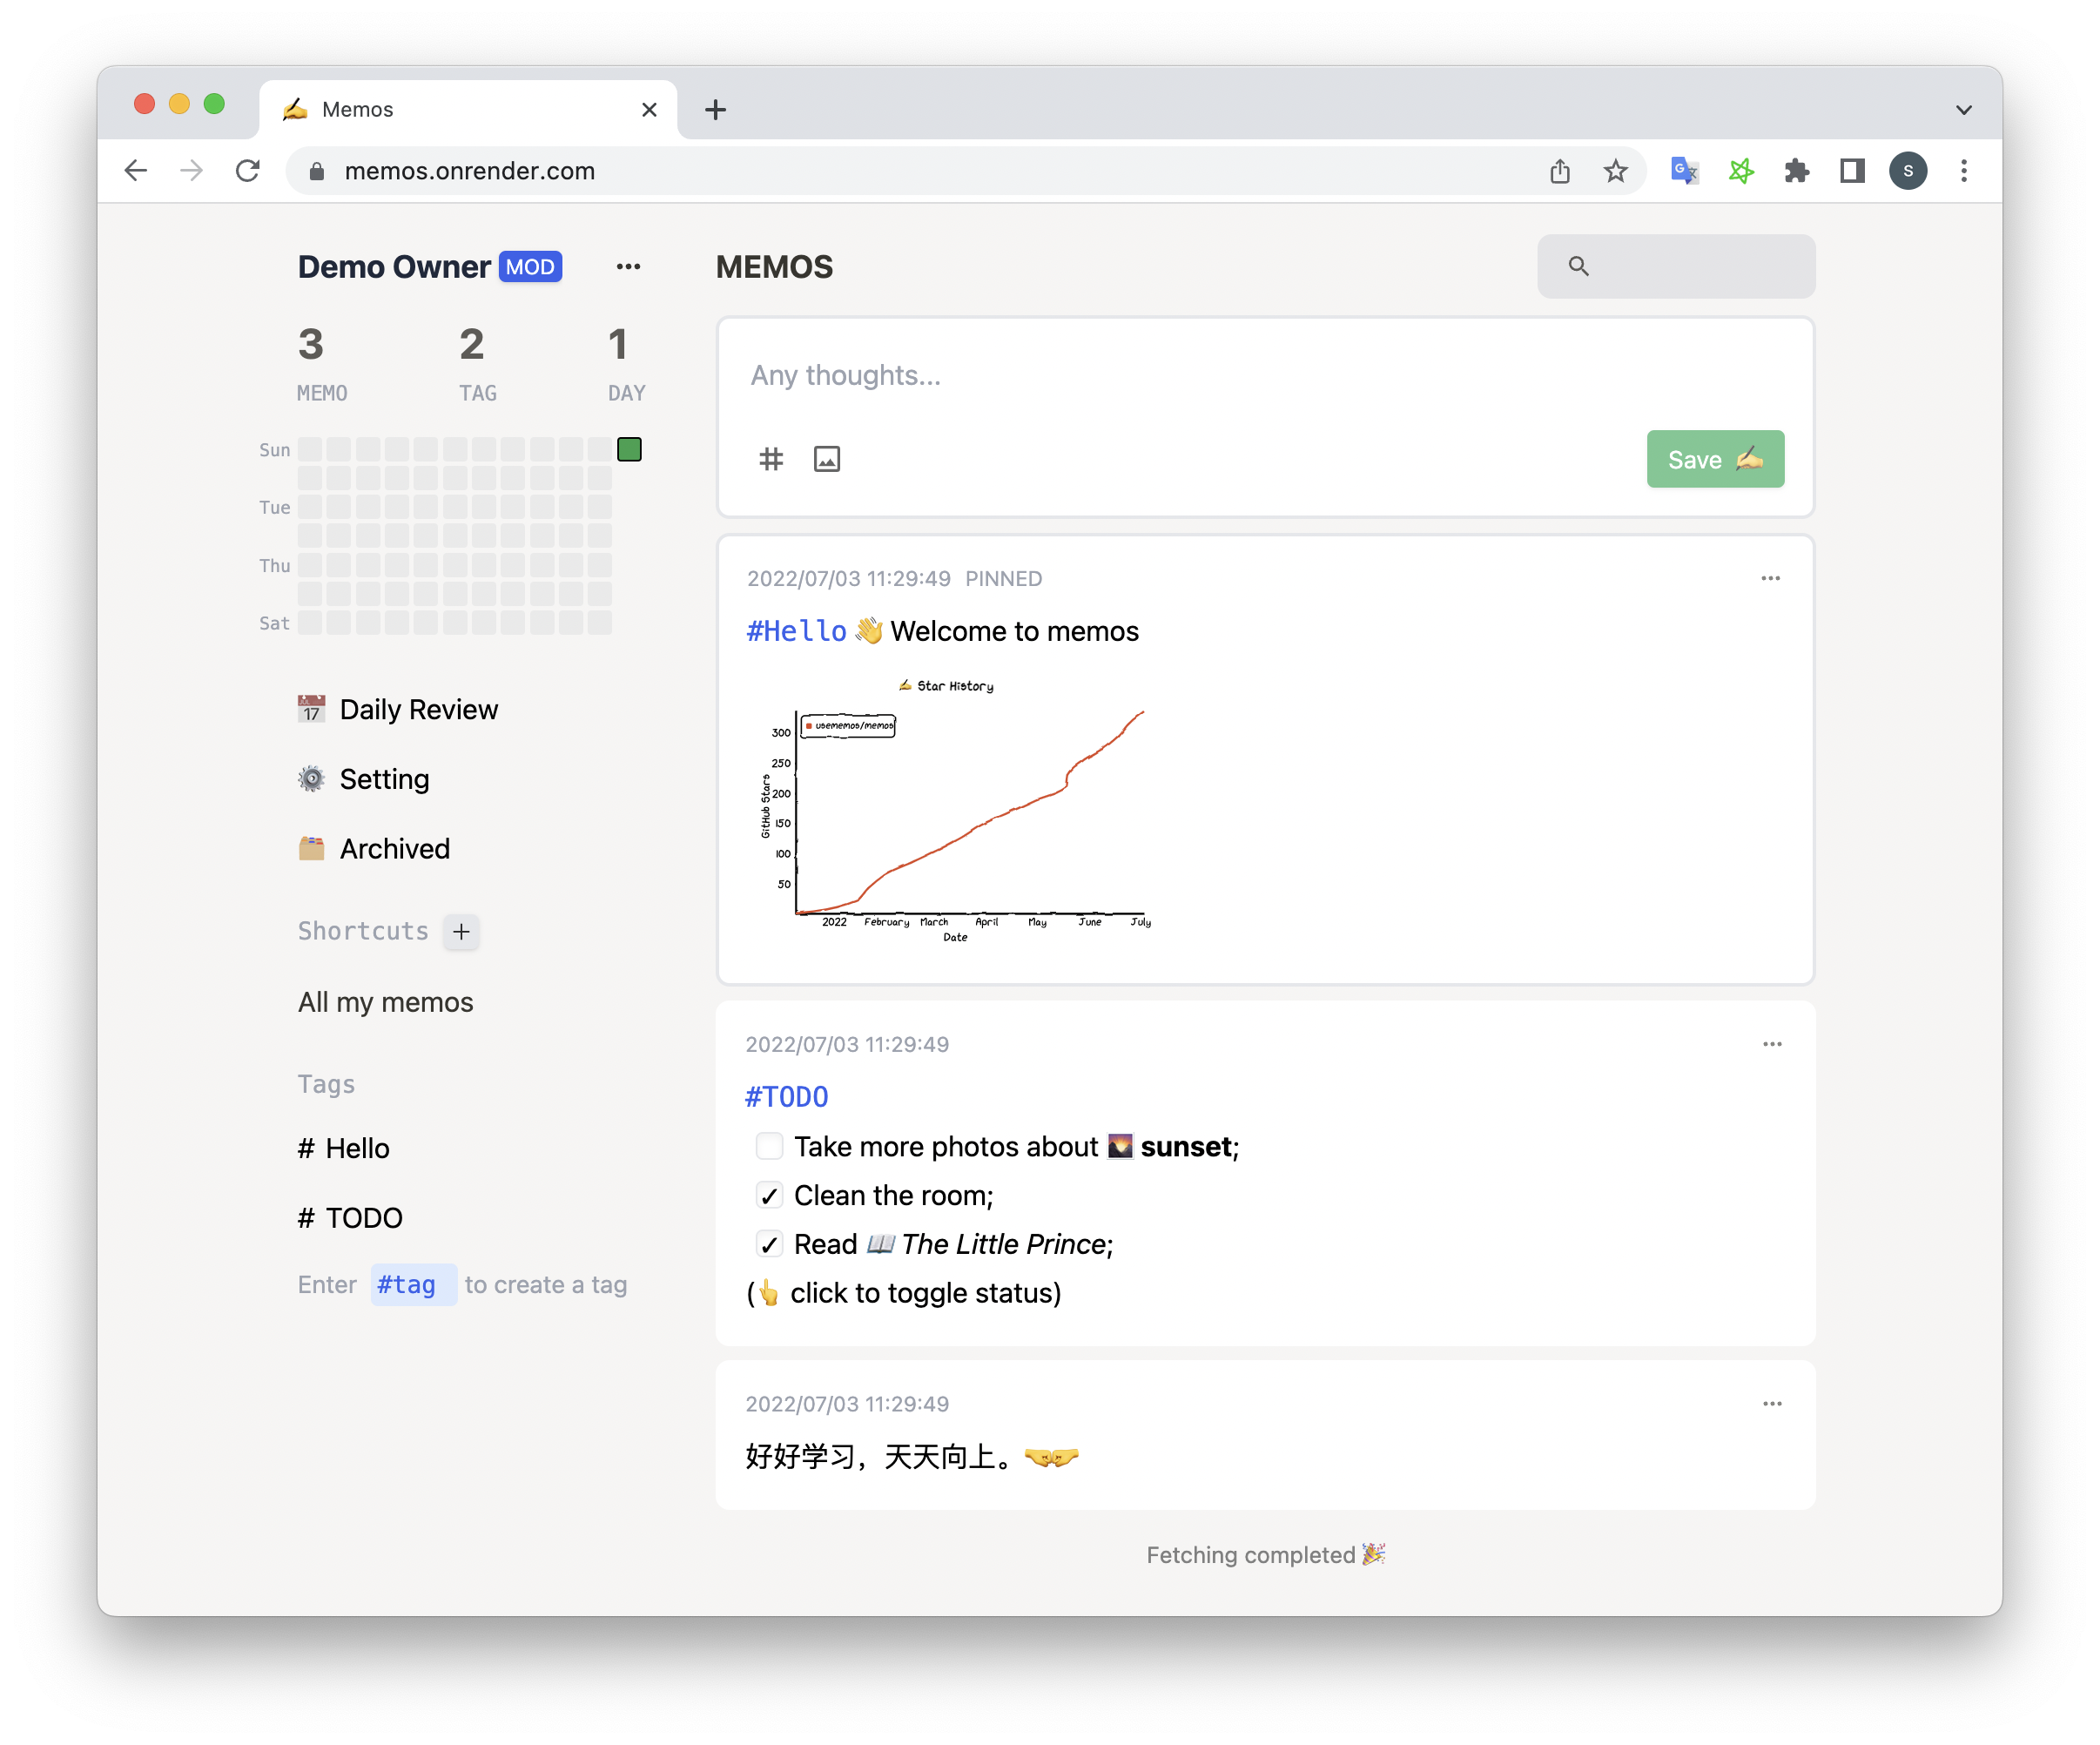 Memos
memos.onrender.com
S
Demo Owner MOD
3 2 1
MEMO TAG DAY
Sun
Tue
Thu
Sat
17 Daily Review
Setting
Archived
Shortcuts +
All my memos
Tags
# Hello
# TODO
Enter #tag to create a tag
MEMOS
Any thoughts...
Save ✍️
2022/07/03 11:29:49 PINNED
#Hello 👋 Welcome to memos
✍️ Star History
usememos/memos
GitHub Stars
300
250
200
150
100
50
2022 February March April May June July
Date
2022/07/03 11:29:49
#TODO
Take more photos about 🌄 sunset;
✓ Clean the room;
✓ Read 📖 The Little Prince;
(👆 click to toggle status)
2022/07/03 11:29:49
好好学习，天天向上。🤜🤛
Fetching completed 🎉